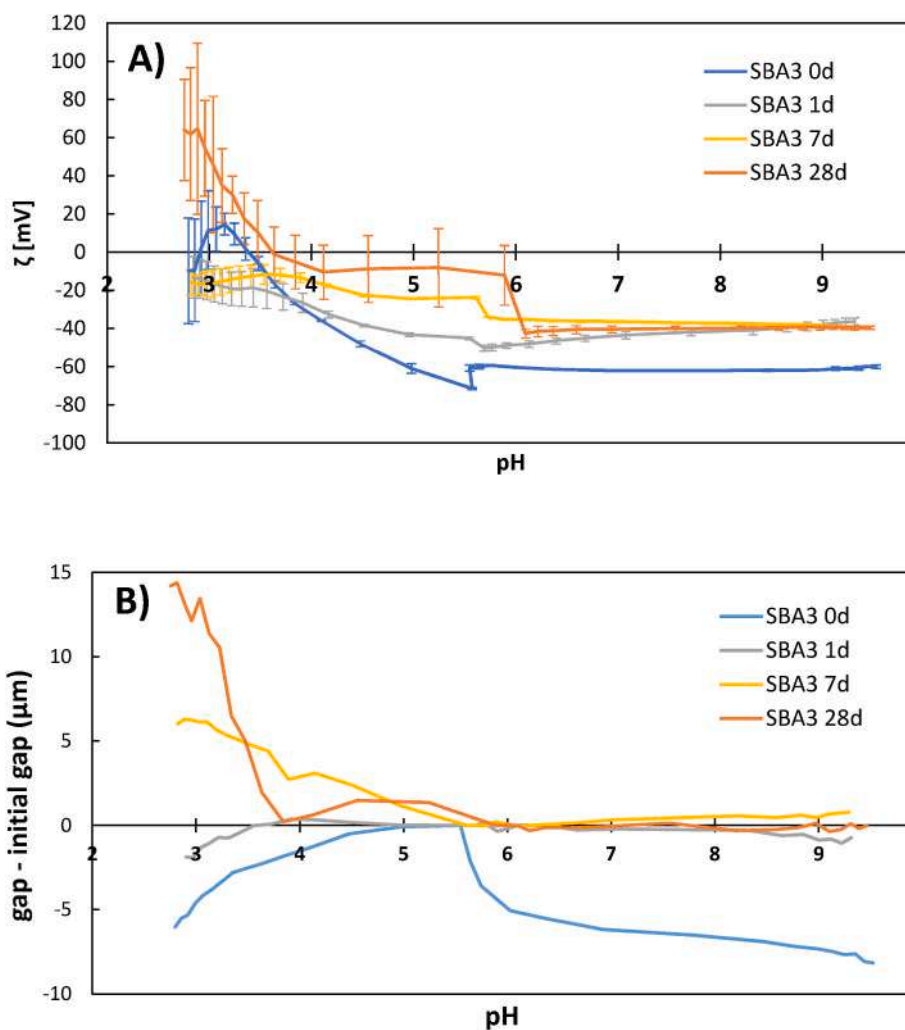 A)
120
100
80
60
40
20
0
-20
-40
-60
-80
-100
ζ [mV]
2 3 4 5 6 7 8 9
pH
SBA3 0d
SBA3 1d
SBA3 7d
SBA3 28d
B)
15
10
5
0
-5
-10
gap - initial gap (μm)
2 3 4 5 6 7 8 9
pH
SBA3 0d
SBA3 1d
SBA3 7d
SBA3 28d